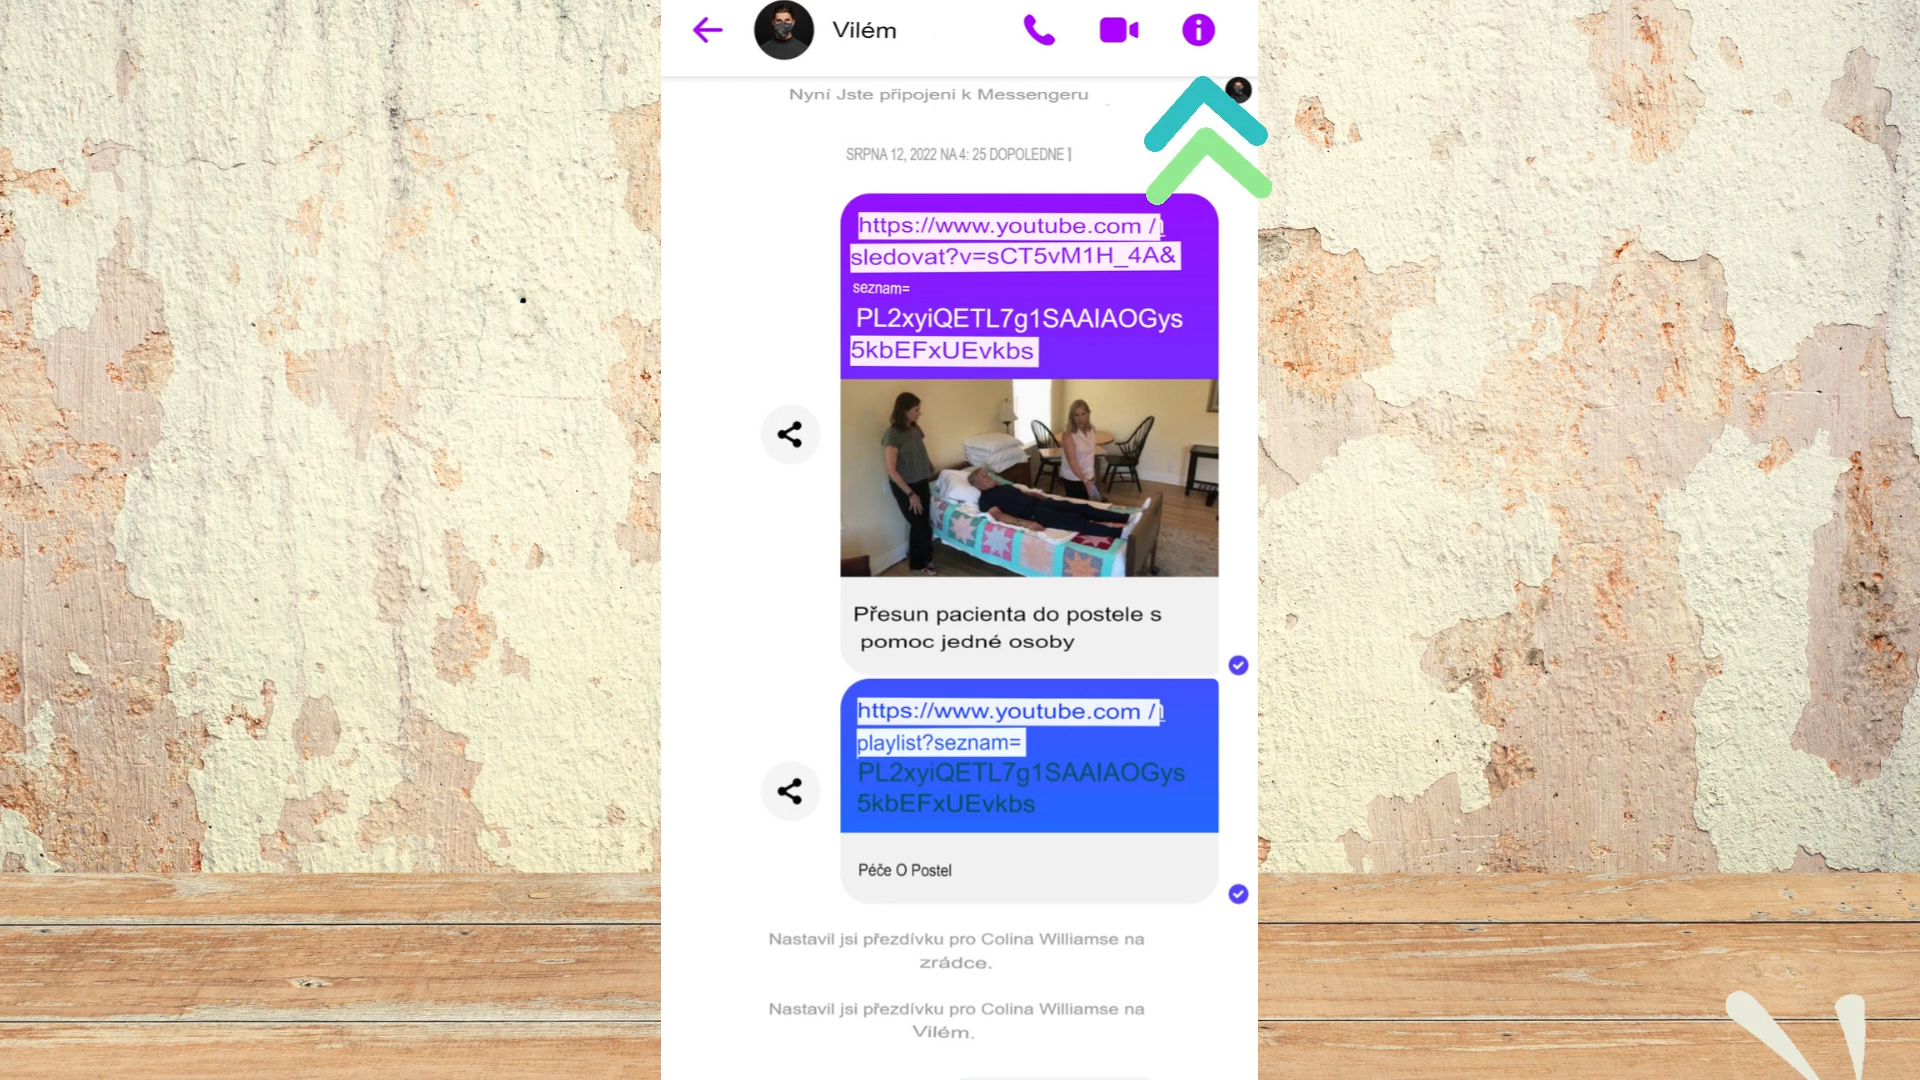 Vilém
Nyní Jste připojeni k Messengeru
SRPNA 12, 2022 NA 4: 25 DOPOLEDNE |
https://www.youtube.com /
sledovat?v=sCT5vM1H_4A&
seznam=
PL2xyiQETL7g1SAAIAOGys
5kbEFxUEvkbs
Přesun pacienta do postele s
pomoc jedné osoby
https://www.youtube.com /
playlist?seznam=
PL2xyiQETL7g1SAAIAOGys
5kbEFxUEvkbs
Péče O Postel
Nastavil jsi přezdívku pro Colina Williamse na
zrádce.
Nastavil jsi přezdívku pro Colina Williamse na
Vilém.